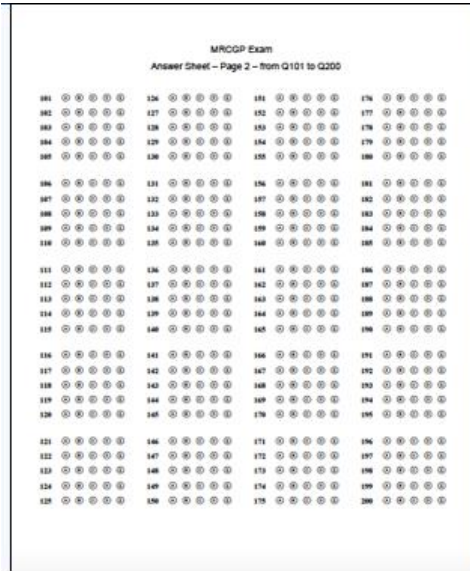 MRCGP Exam
Answer Sheet – Page 2 – from Q101 to Q200
101 A B C D E 126 A B C D E 151 A B C D E 176 A B C D E
102 A B C D E 127 A B C D E 152 A B C D E 177 A B C D E
103 A B C D E 128 A B C D E 153 A B C D E 178 A B C D E
104 A B C D E 129 A B C D E 154 A B C D E 179 A B C D E
105 A B C D E 130 A B C D E 155 A B C D E 180 A B C D E
106 A B C D E 131 A B C D E 156 A B C D E 181 A B C D E
107 A B C D E 132 A B C D E 157 A B C D E 182 A B C D E
108 A B C D E 133 A B C D E 158 A B C D E 183 A B C D E
109 A B C D E 134 A B C D E 159 A B C D E 184 A B C D E
110 A B C D E 135 A B C D E 160 A B C D E 185 A B C D E
111 A B C D E 136 A B C D E 161 A B C D E 186 A B C D E
112 A B C D E 137 A B C D E 162 A B C D E 187 A B C D E
113 A B C D E 138 A B C D E 163 A B C D E 188 A B C D E
114 A B C D E 139 A B C D E 164 A B C D E 189 A B C D E
115 A B C D E 140 A B C D E 165 A B C D E 190 A B C D E
116 A B C D E 141 A B C D E 166 A B C D E 191 A B C D E
117 A B C D E 142 A B C D E 167 A B C D E 192 A B C D E
118 A B C D E 143 A B C D E 168 A B C D E 193 A B C D E
119 A B C D E 144 A B C D E 169 A B C D E 194 A B C D E
120 A B C D E 145 A B C D E 170 A B C D E 195 A B C D E
121 A B C D E 146 A B C D E 171 A B C D E 196 A B C D E
122 A B C D E 147 A B C D E 172 A B C D E 197 A B C D E
123 A B C D E 148 A B C D E 173 A B C D E 198 A B C D E
124 A B C D E 149 A B C D E 174 A B C D E 199 A B C D E
125 A B C D E 150 A B C D E 175 A B C D E 200 A B C D E